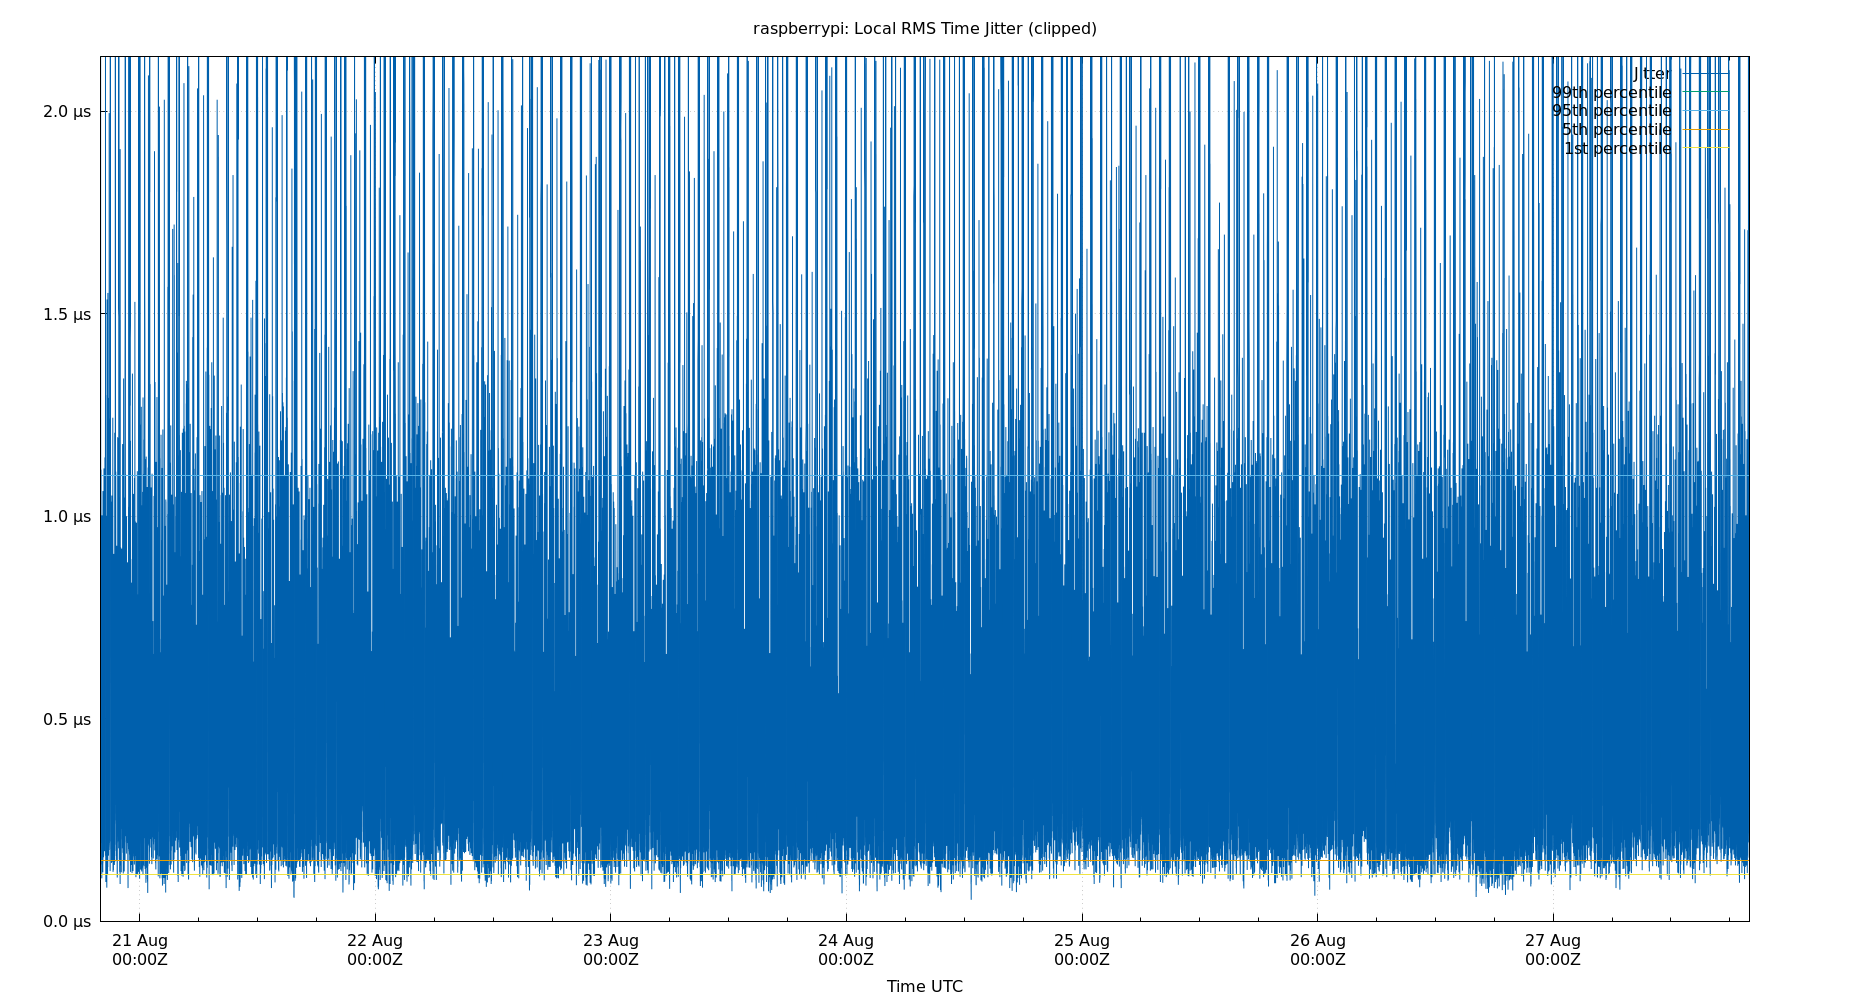 raspberrypi: Local RMS Time Jitter (clipped)
Jitter
99th percentile
95th percentile
5th percentile
1st percentile
2.0 µs
1.5 µs
1.0 µs
0.5 µs
0.0 µs
21 Aug 22 Aug 23 Aug 24 Aug 25 Aug 26 Aug 27 Aug
00:00Z 00:00Z 00:00Z 00:00Z 00:00Z 00:00Z 00:00Z
Time UTC